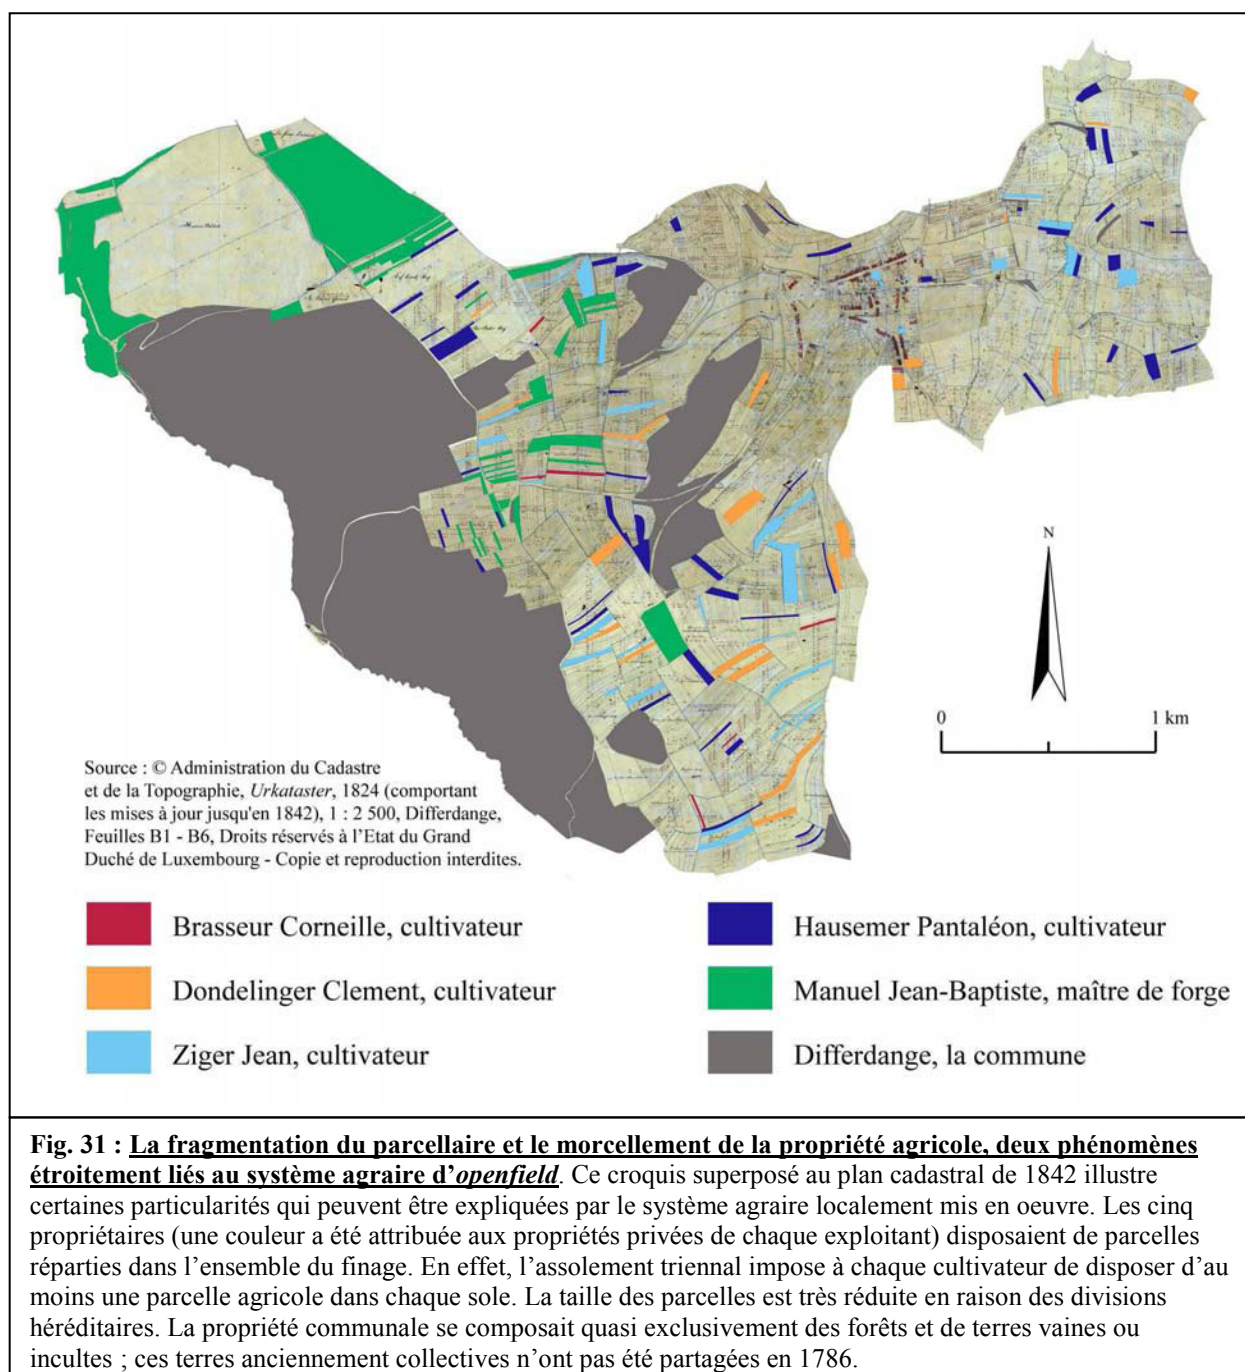 N
0
1 km
Source : © Administration du Cadastre
et de la Topographie, Urkataster, 1824 (comportant
les mises à jour jusqu'en 1842), 1 : 2 500, Differdange,
Feuilles B1 - B6, Droits réservés à l'Etat du Grand
Duché de Luxembourg - Copie et reproduction interdites.
Brasseur Corneille, cultivateur
Dondelinger Clement, cultivateur
Ziger Jean, cultivateur
Hausemer Pantaléon, cultivateur
Manuel Jean-Baptiste, maître de forge
Differdange, la commune
Fig. 31 : La fragmentation du parcellaire et le morcellement de la propriété agricole, deux phénomènes
étroitement liés au système agraire d'openfield. Ce croquis superposé au plan cadastral de 1842 illustre
certaines particularités qui peuvent être expliquées par le système agraire localement mis en oeuvre. Les cinq
propriétaires (une couleur a été attribuée aux propriétés privées de chaque exploitant) disposaient de parcelles
réparties dans l'ensemble du finage. En effet, l'assolement triennal impose à chaque cultivateur de disposer d'au
moins une parcelle agricole dans chaque sole. La taille des parcelles est très réduite en raison des divisions
héréditaires. La propriété communale se composait quasi exclusivement des forêts et de terres vaines ou
incultes ; ces terres anciennement collectives n'ont pas été partagées en 1786.